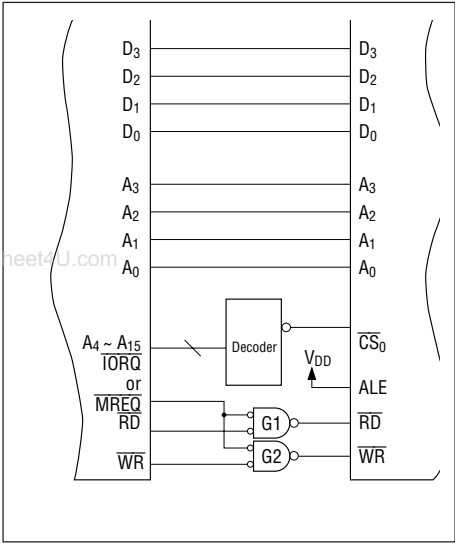 D3 D3
D2 D2
D1 D1
D0 D0
A3 A3
A2 A2
A1 A1
heet4U.com
A0 A0
A4 ~ A15
IORQ
or
MREQ
RD
WR
Decoder
VDD
G1
G2
CS0
ALE
RD
WR